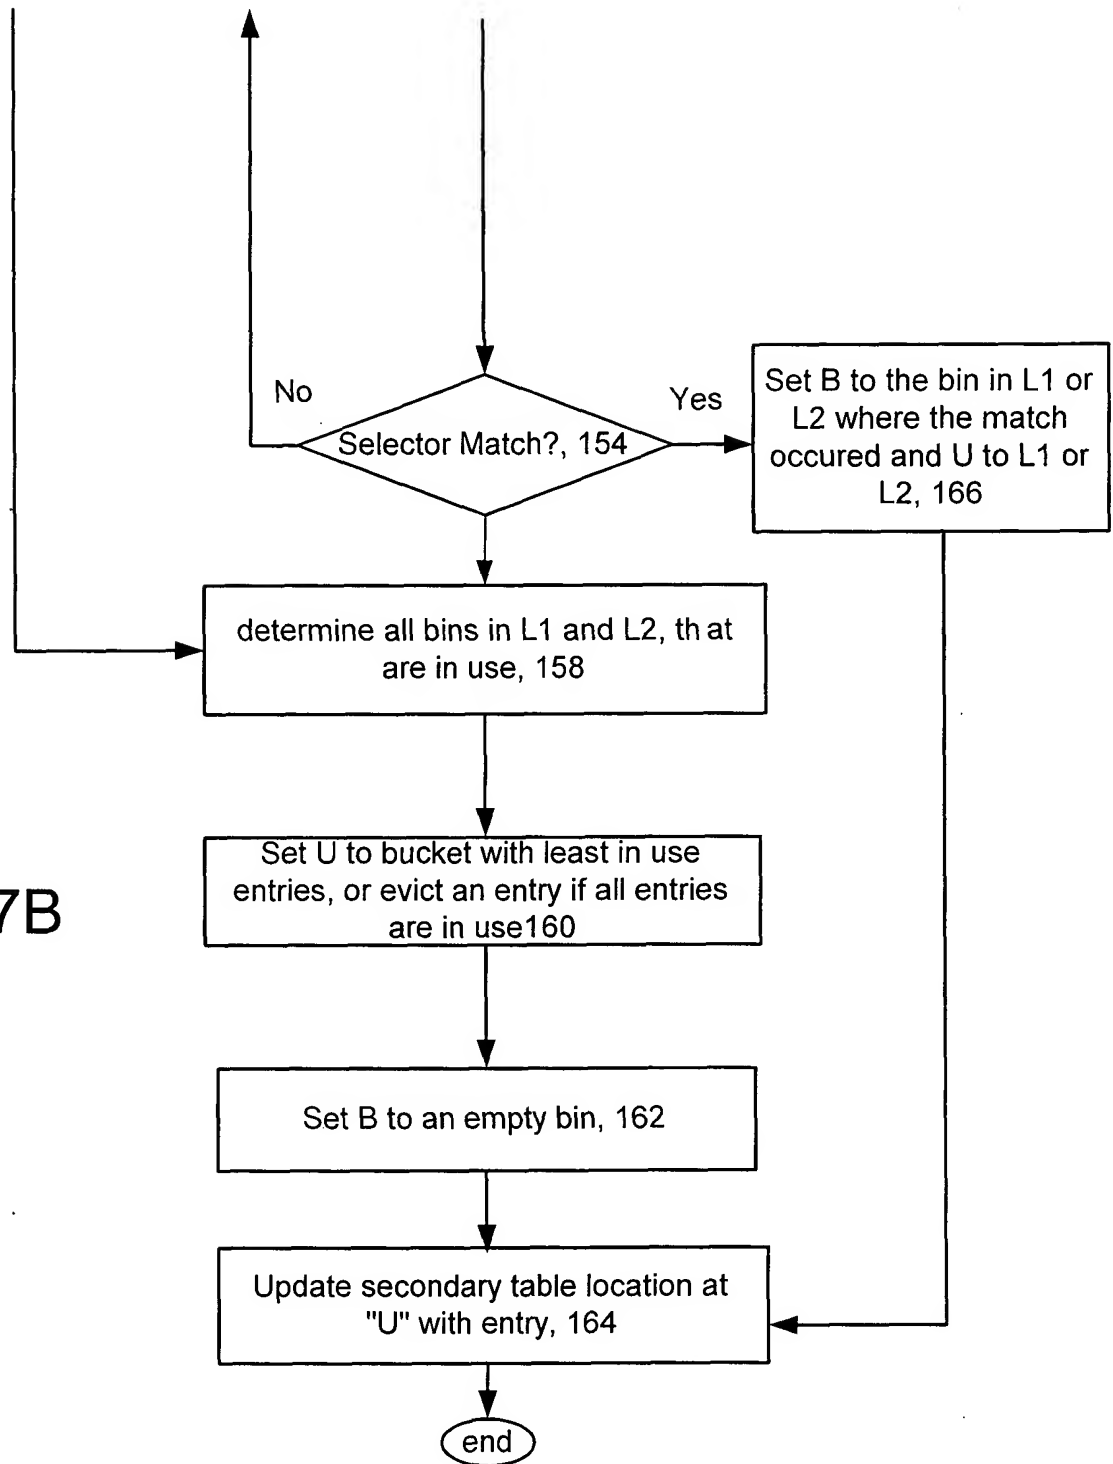 No
Yes
Selector Match?, 154
Set B to the bin in L1 or
L2 where the match
occured and U to L1 or
L2, 166
determine all bins in L1 and L2, th at
are in use, 158
Set U to bucket with least in use
entries, or evict an entry if all entries
are in use160
7B
Set B to an empty bin, 162
Update secondary table location at
"U" with entry, 164
end